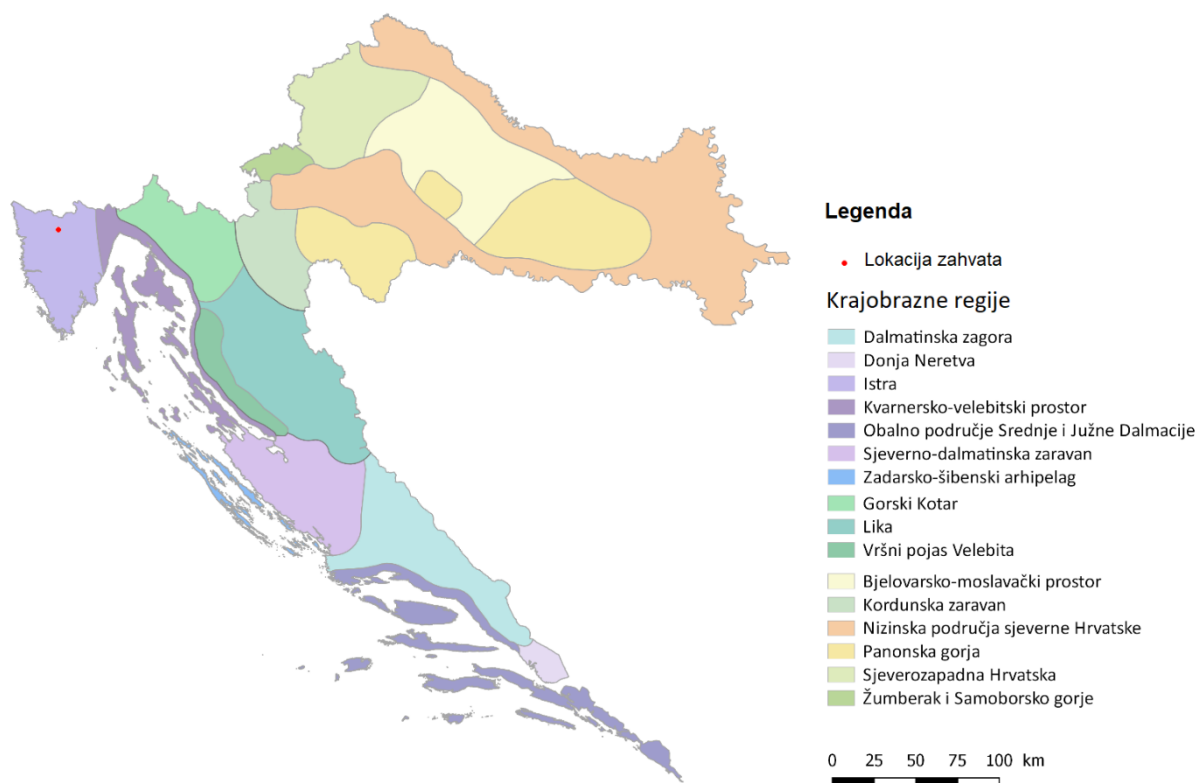 Legenda
Lokacija zahvata
Krajobrazne regije
Dalmatinska zagora
Donja Neretva
Istra
Kvarnersko-velebitski prostor
Obalno područje Srednje i Južne Dalmacije
Sjeverno-dalmatinska zaravan
Zadarsko-šibenski arhipelag
Gorski Kotar
Lika
Vršni pojas Velebita
Bjelovarsko-moslavački prostor
Kordunska zaravan
Nizinska područja sjeverne Hrvatske
Panonska gorja
Sjeverozapadna Hrvatska
Žumberak i Samoborsko gorje
0 25 50 75 100 km